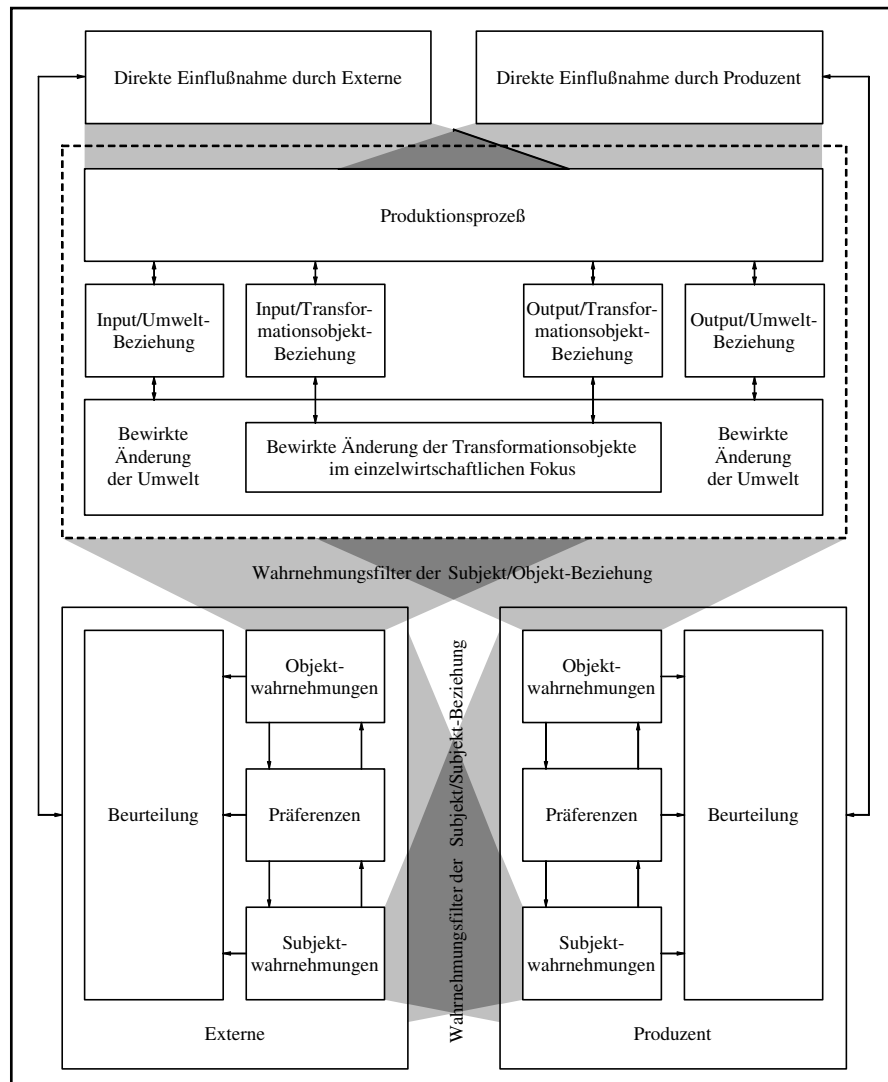 Direkte Einflußnahme durch Externe
Direkte Einflußnahme durch Produzent
Produktionsprozeß
Input/Umwelt-
Beziehung
Input/Transfor-
mationsobjekt-
Beziehung
Output/Transfor-
mationsobjekt-
Beziehung
Output/Umwelt-
Beziehung
Bewirkte
Änderung
der Umwelt
Bewirkte Änderung der Transformationsobjekte
im einzelwirtschaftlichen Fokus
Bewirkte
Änderung
der Umwelt
Wahrnehmungsfilter der Subjekt/Objekt-Beziehung
Beurteilung
Objekt-
wahrnehmungen
Präferenzen
Subjekt-
wahrnehmungen
Externe
Wahrnehmungsfilter der Subjekt/Subjekt-Beziehung
Objekt-
wahrnehmungen
Präferenzen
Subjekt-
wahrnehmungen
Beurteilung
Produzent